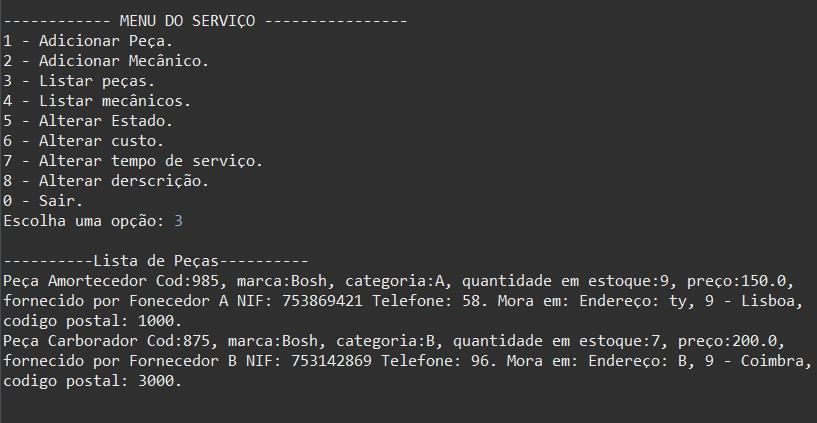 ------------ MENU DO SERVIÇO ----------------
1 - Adicionar Peça.
2 - Adicionar Mecânico.
3 - Listar peças.
4 - Listar mecânicos.
5 - Alterar Estado.
6 - Alterar custo.
7 - Alterar tempo de serviço.
8 - Alterar derscrição.
0 - Sair.
Escolha uma opção: 3
----------Lista de Peças----------
Peça Amortecedor Cod:985, marca:Bosh, categoria:A, quantidade em estoque:9, preço:150.0,
fornecido por Fonecedor A NIF: 753869421 Telefone: 58. Mora em: Endereço: ty, 9 - Lisboa,
codigo postal: 1000.
Peça Carborador Cod:875, marca:Bosh, categoria:B, quantidade em estoque:7, preço:200.0,
fornecido por Fornecedor B NIF: 753142869 Telefone: 96. Mora em: Endereço: B, 9 - Coimbra,
codigo postal: 3000.